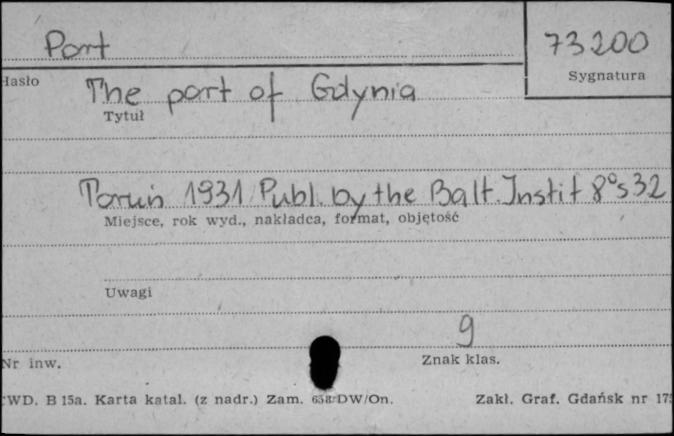 Port 73200
Hasło Sygnatura
The port of Gdynia
Tytuł
Toruń 1931 Publ. by the Balt. Instit 8° s 32
Miejsce, rok wyd., nakładca, format, objętość
Uwagi
9
Nr inw. Znak klas.
WD. B 15a. Karta katal. (z nadr.) Zam. 658/DW/On. Zakł. Graf. Gdańsk nr